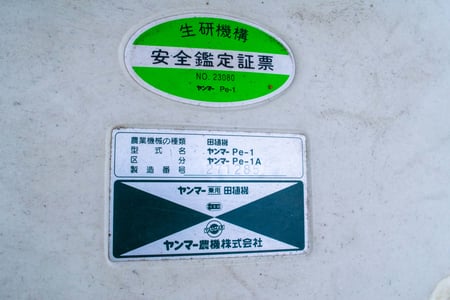 生研機構
安全鑑定証票
NO. 23080
ヤンマー Pe-1
農業機械の種類 田植機
型式名 ヤンマー Pe-1
区分 ヤンマー Pe-1A
製造番号 211285
ヤンマー 乗用 田植機
ヤンマー農機株式会社